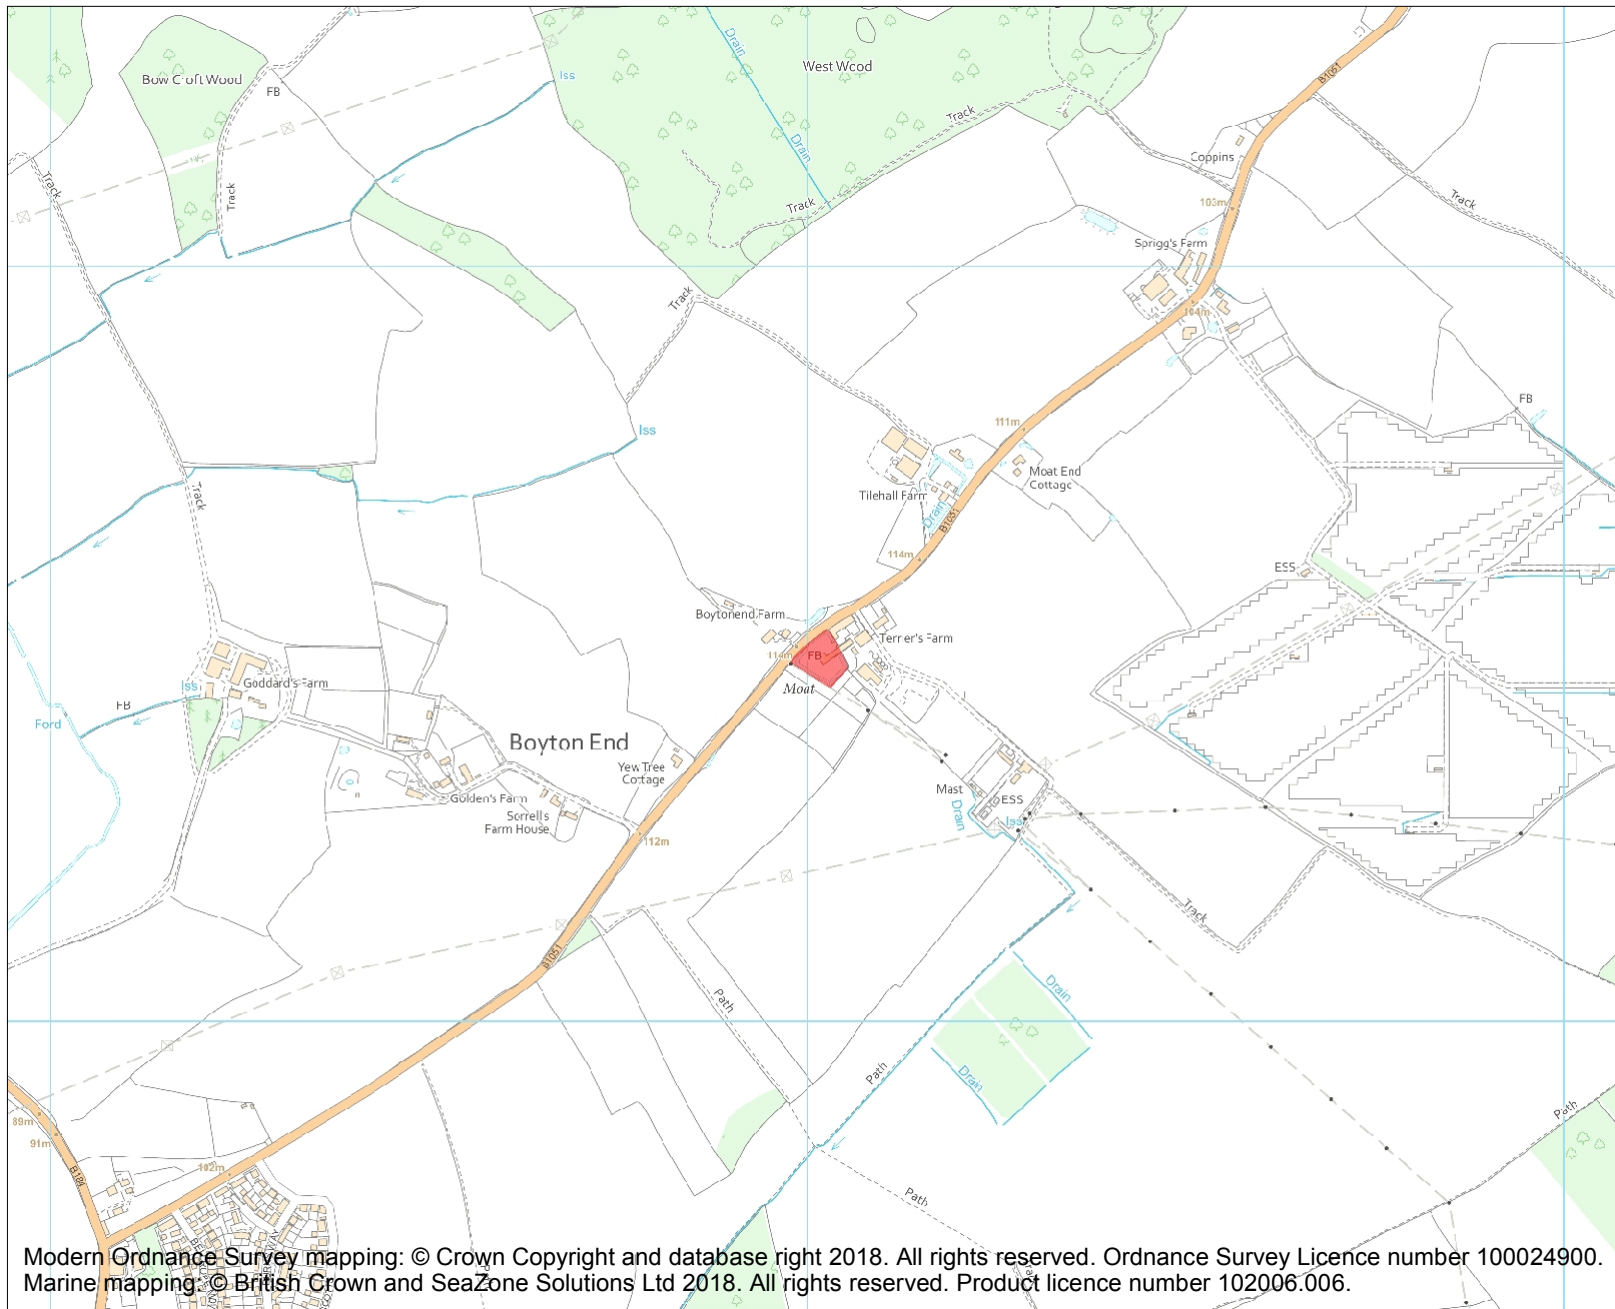 Drain
West Wood
B1051
Iss
Bow Croft Wood
FB
Track
Drain
Coppins
Track
Track
Track
103m
Track
Track
Sprigg's Farm
Track
104m
FB
111m
Iss
Moat End
Cottage
Tilehall Farm
Track
Drain
B1051
114m
ESS
Boytonend Farm
Terrier's Farm
114m
FB
Goddard's Farm
Iss
Moat
FB
Ford
Boyton End
Yew Tree
Cottage
Mast
ESS
Golden's Farm
Drain
Iss
Sorrell's
Farm House
112m
Track
B1051
Path
Drain
Path
Drain
Path
89m
91m
102m
B184
Path
Modern Ordnance Survey mapping: © Crown Copyright and database right 2018. All rights reserved. Ordnance Survey Licence number 100024900.
Marine mapping: © British Crown and SeaZone Solutions Ltd 2018. All rights reserved. Product licence number 102006.006.